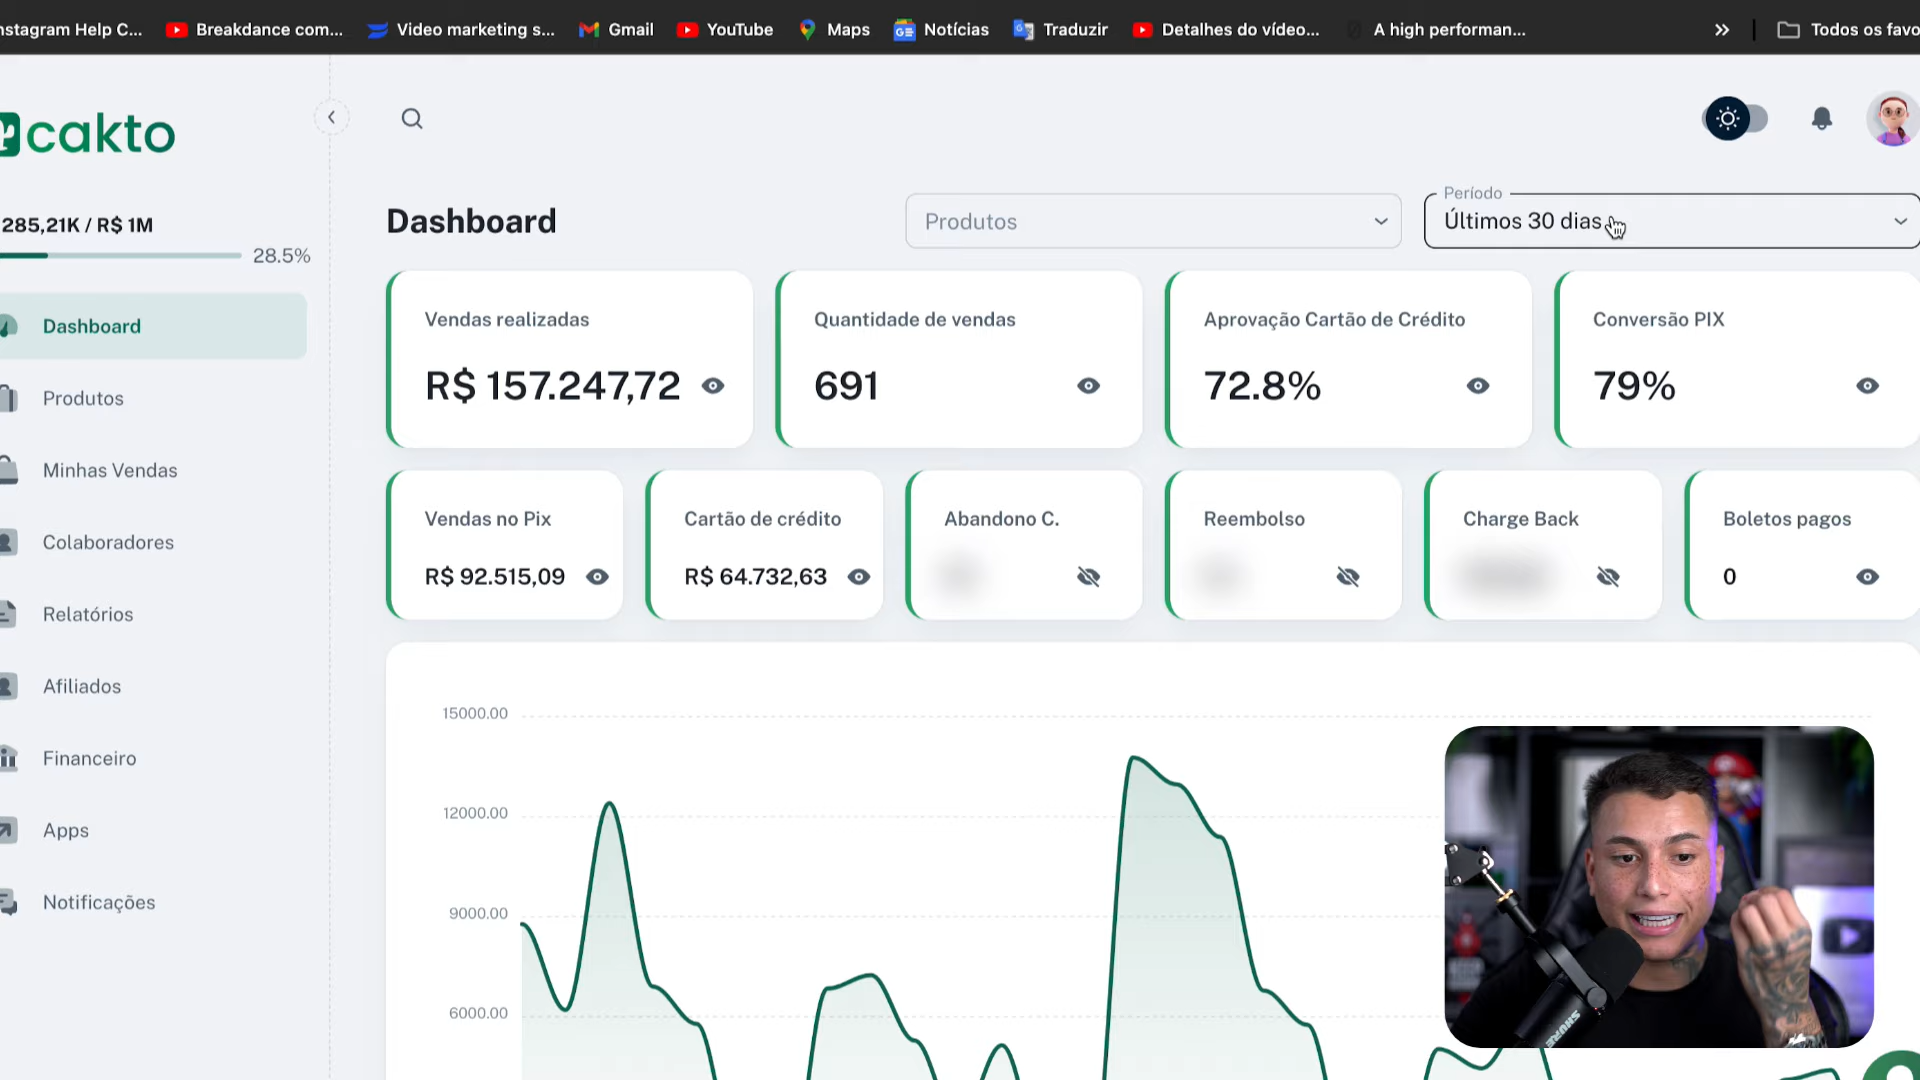 nstagram Help C...
Breakdance com...
Video marketing s...
Gmail
YouTube
Maps
Notícias
Traduzir
Detalhes do vídeo...
A high performan...
Todos os favo
cakto
285,21K / R$ 1M
28.5%
Dashboard
Produtos
Minhas Vendas
Colaboradores
Relatórios
Afiliados
Financeiro
Apps
Notificações
Dashboard
Produtos
Período
Últimos 30 dias
Vendas realizadas
R$ 157.247,72
Quantidade de vendas
691
Aprovação Cartão de Crédito
72.8%
Conversão PIX
79%
Vendas no Pix
R$ 92.515,09
Cartão de crédito
R$ 64.732,63
Abandono C.
Reembolso
Charge Back
Boletos pagos
0
15000.00
12000.00
9000.00
6000.00
SHURE